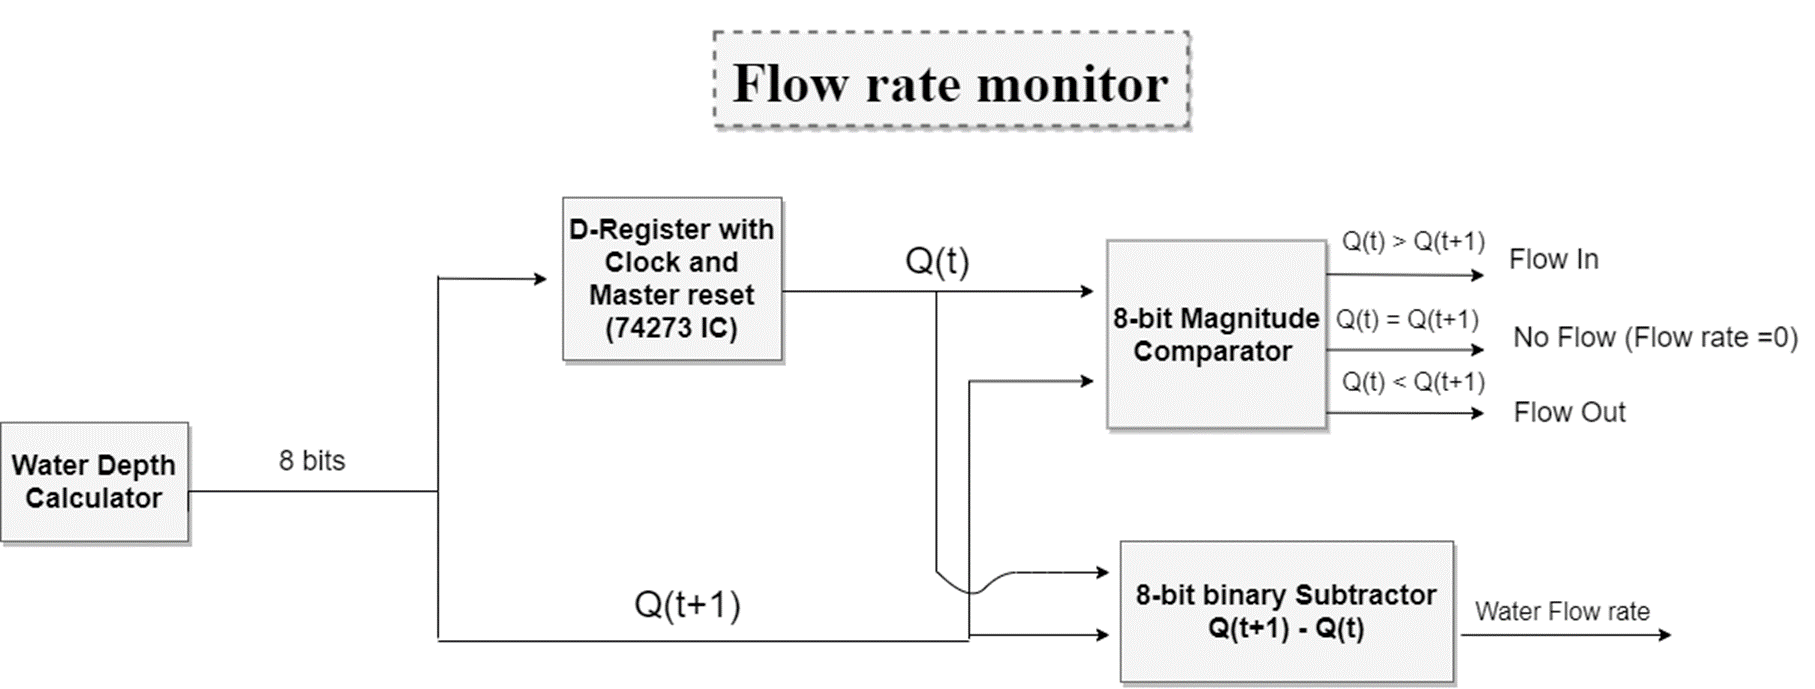 Flow rate monitor
D-Register with
Clock and
Master reset
(74273 IC)
Q(t)
8-bit Magnitude
Comparator
Q(t) > Q(t+1)
Flow In
Q(t) = Q(t+1)
No Flow (Flow rate =0)
Q(t) < Q(t+1)
Flow Out
Water Depth
Calculator
8 bits
Q(t+1)
8-bit binary Subtractor
Q(t+1) - Q(t)
Water Flow rate